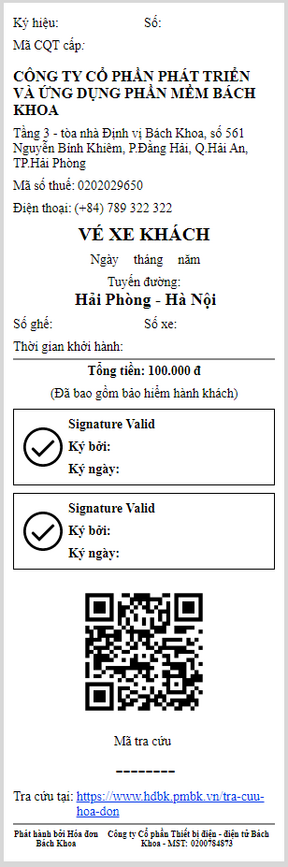 Ký hiệu: Số:
Mã CQT cấp:
CÔNG TY CỔ PHẦN PHÁT TRIỂN
VÀ ỨNG DỤNG PHẦN MỀM BÁCH
KHOA
Tầng 3 - tòa nhà Định vị Bách Khoa, số 561
Nguyễn Bỉnh Khiêm, P.Đằng Hải, Q.Hải An,
TP.Hải Phòng
Mã số thuế: 0202029650
Điện thoại: (+84) 789 322 322
VÉ XE KHÁCH
Ngày tháng năm
Tuyến đường:
Hải Phòng - Hà Nội
Số ghế: Số xe:
Thời gian khởi hành:
Tổng tiền: 100.000 đ
(Đã bao gồm bảo hiểm hành khách)
Signature Valid
Ký bởi:
Ký ngày:
Signature Valid
Ký bởi:
Ký ngày:
Mã tra cứu
--------
Tra cứu tại: https://www.hdbk.pmbk.vn/tra-cuu-
hoa-don
Phát hành bởi Hóa đơn Công ty Cổ phần Thiết bị điện - điện tử Bách
Bách Khoa Khoa - MST: 0200784873